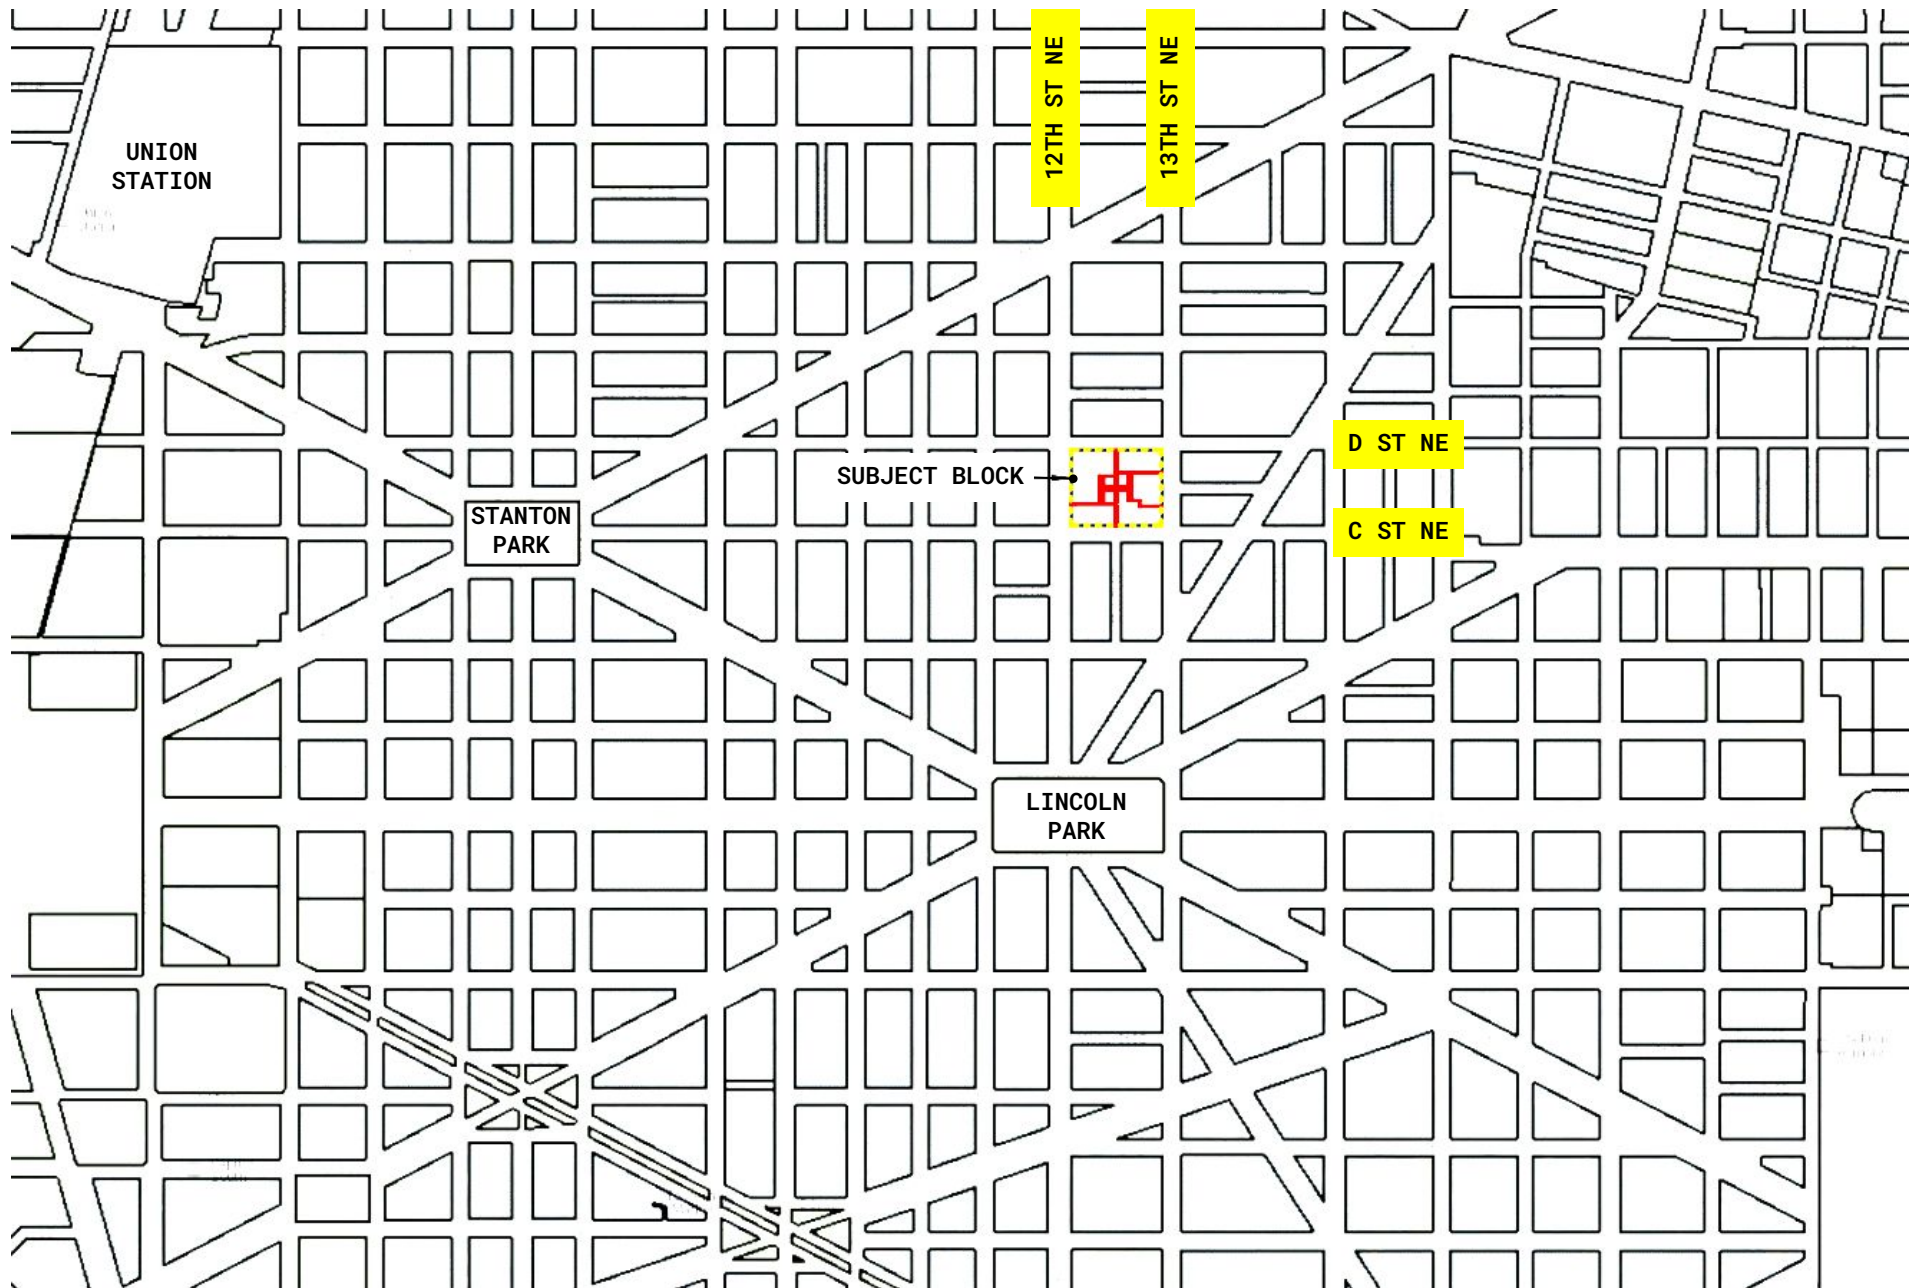 12TH ST NE
13TH ST NE
UNION
STATION
D ST NE
SUBJECT BLOCK
STANTON
PARK
C ST NE
LINCOLN
PARK